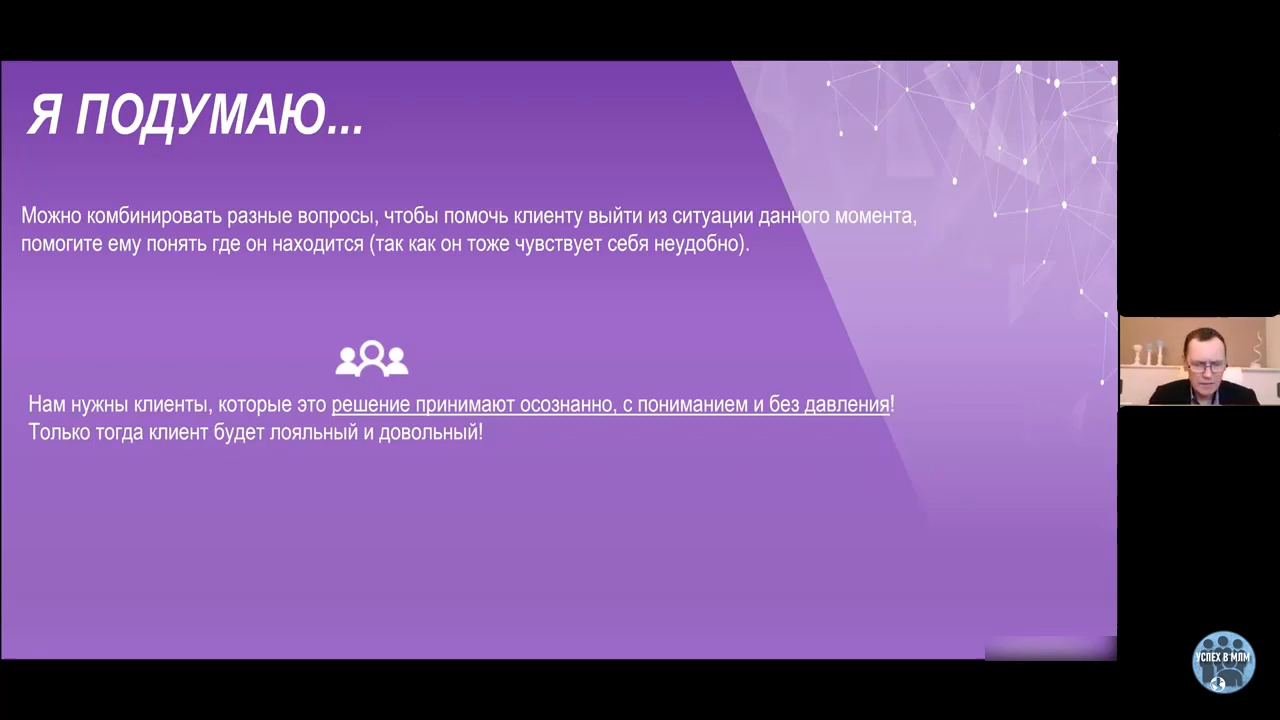 Я ПОДУМАЮ...
Можно комбинировать разные вопросы, чтобы помочь клиенту выйти из ситуации данного момента,
помогите ему понять где он находится (так как он тоже чувствует себя неудобно).
Нам нужны клиенты, которые это решение принимают осознанно, с пониманием и без давления!
Только тогда клиент будет лояльный и довольный!
УСПЕХ В МЛМ